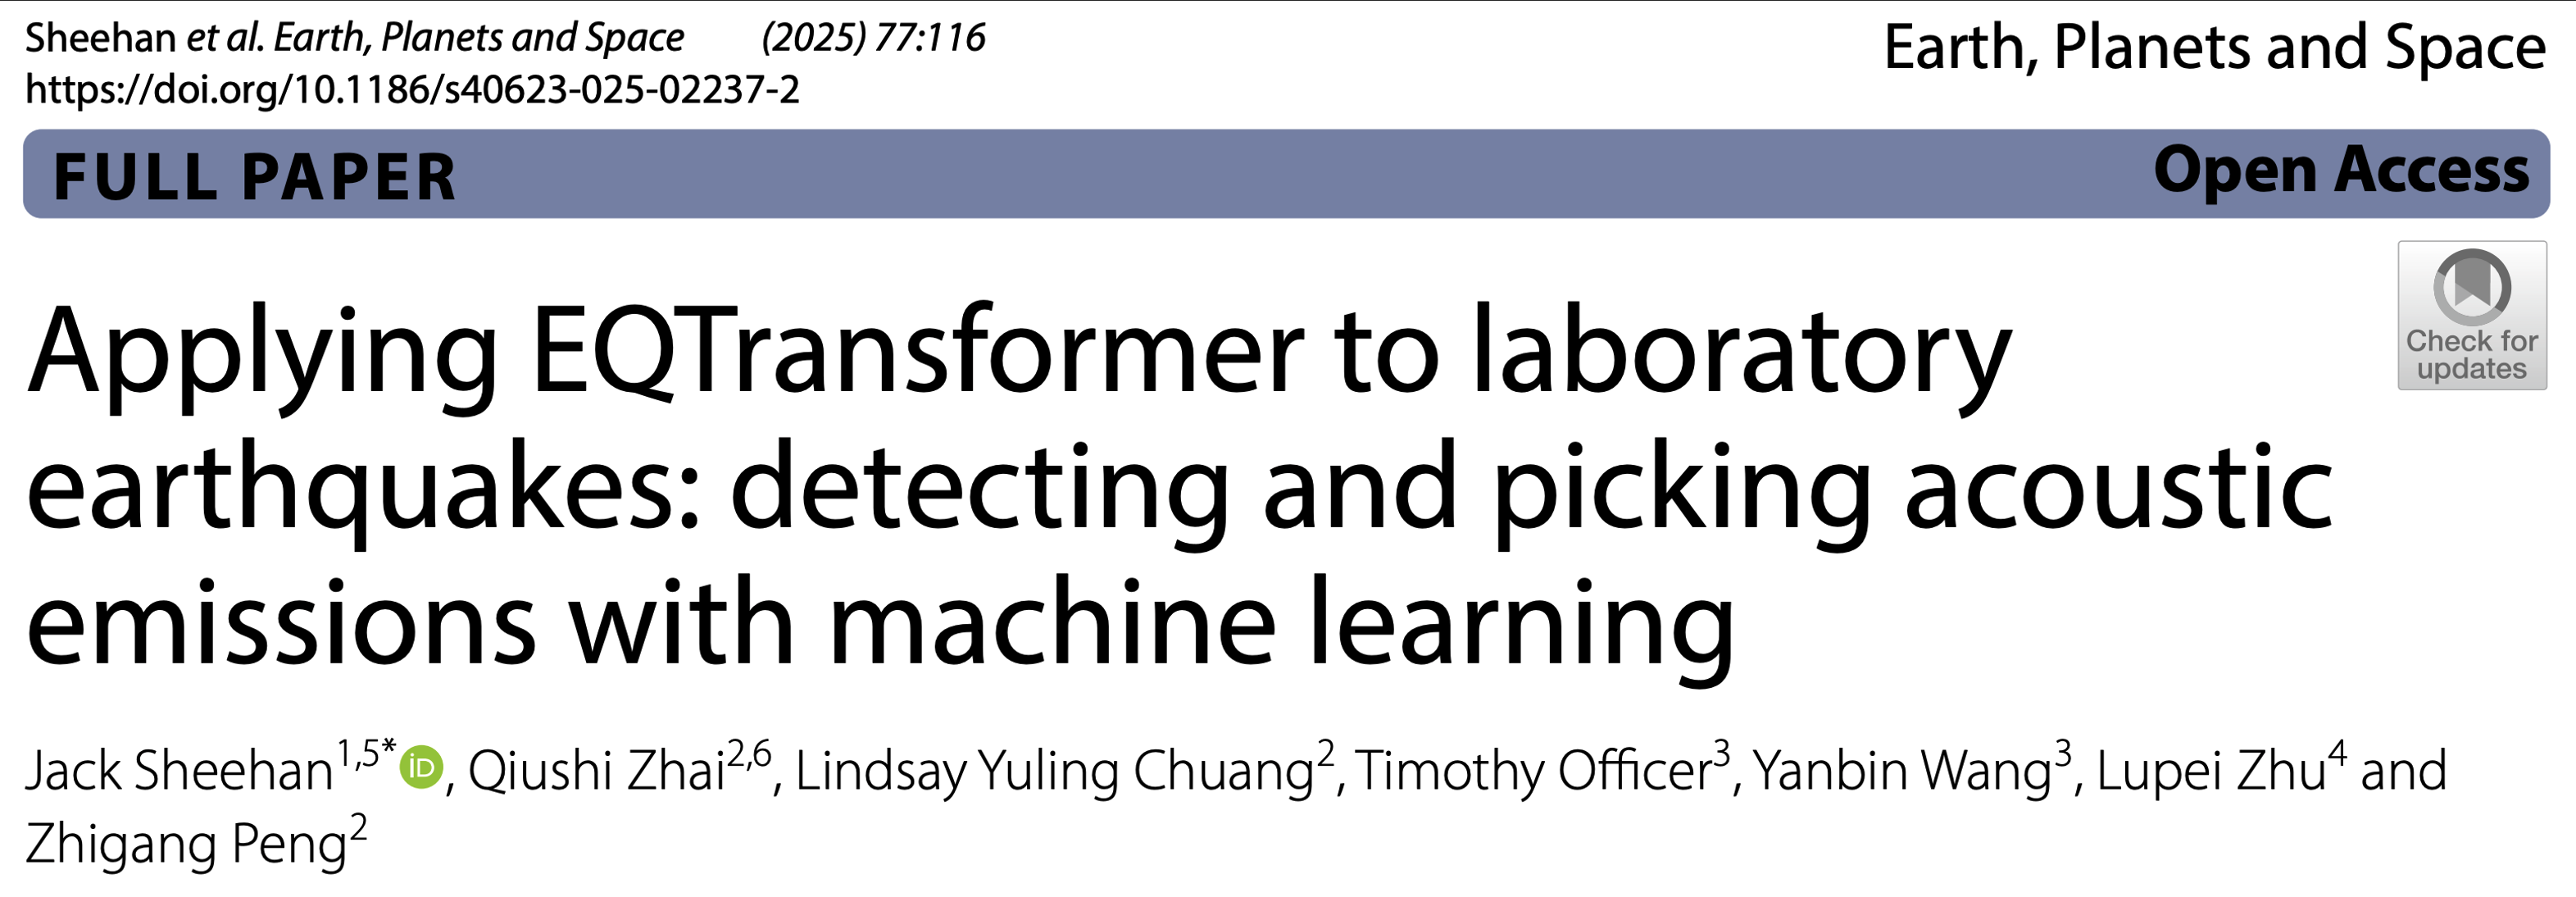 Sheehan et al. Earth, Planets and Space (2025) 77:116
https://doi.org/10.1186/s40623-025-02237-2
Earth, Planets and Space
FULL PAPER
Open Access
Check for
updates
Applying EQTransformer to laboratory
earthquakes: detecting and picking acoustic
emissions with machine learning
Jack Sheehan1,5* iD, Qiushi Zhai2,6, Lindsay Yuling Chuang2, Timothy Officer3, Yanbin Wang3, Lupei Zhu4 and
Zhigang Peng2